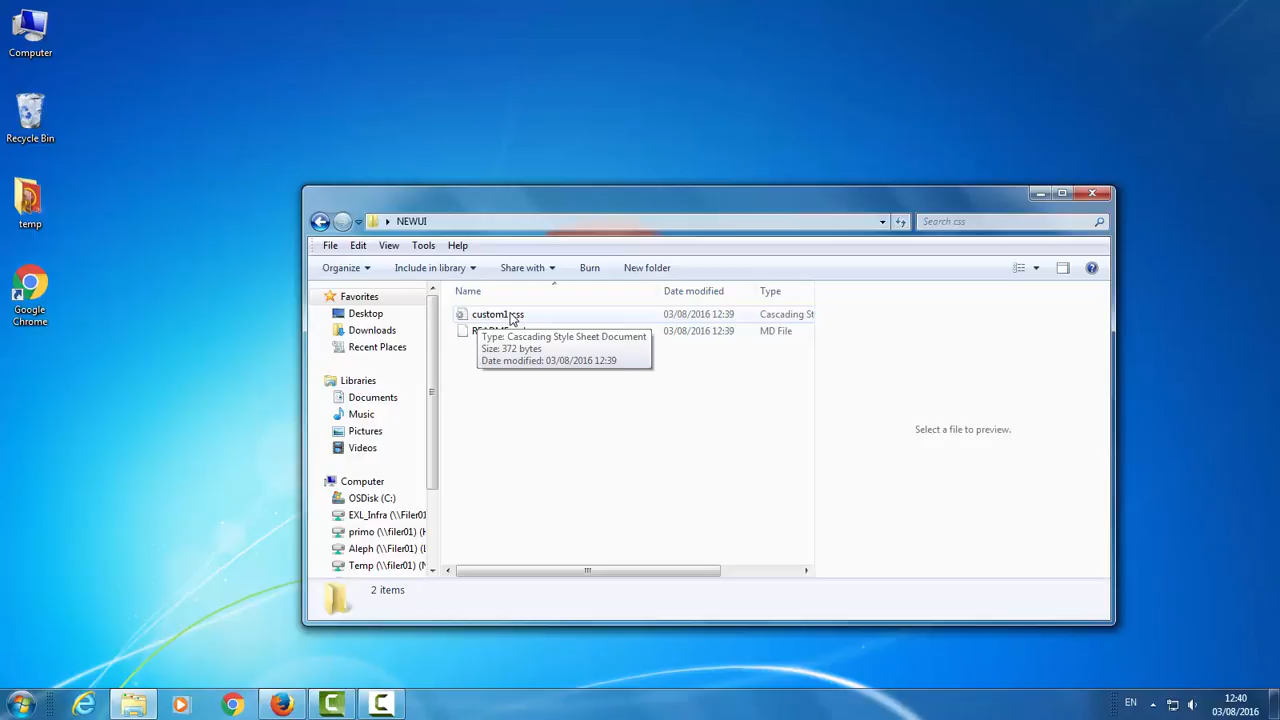 Computer
Recycle Bin
temp
Google
Chrome
NEWUI
Search css
File Edit View Tools Help
Organize Include in library Share with Burn New folder
Name Date modified Type
Favorites
Desktop
Downloads
Recent Places
Libraries
Documents
Music
Pictures
Videos
Computer
OSDisk (C:)
EXL_Infra (\\Filer01
primo (\\filer01) (
Aleph (\\Filer01) (
Temp (\\filer01) (
03/08/2016 12:39 Cascading St
03/08/2016 12:39 MD File
Type: Cascading Style Sheet Document
Size: 372 bytes
Date modified: 03/08/2016 12:39
Select a file to preview.
2 items
EN
12:40
03/08/2016